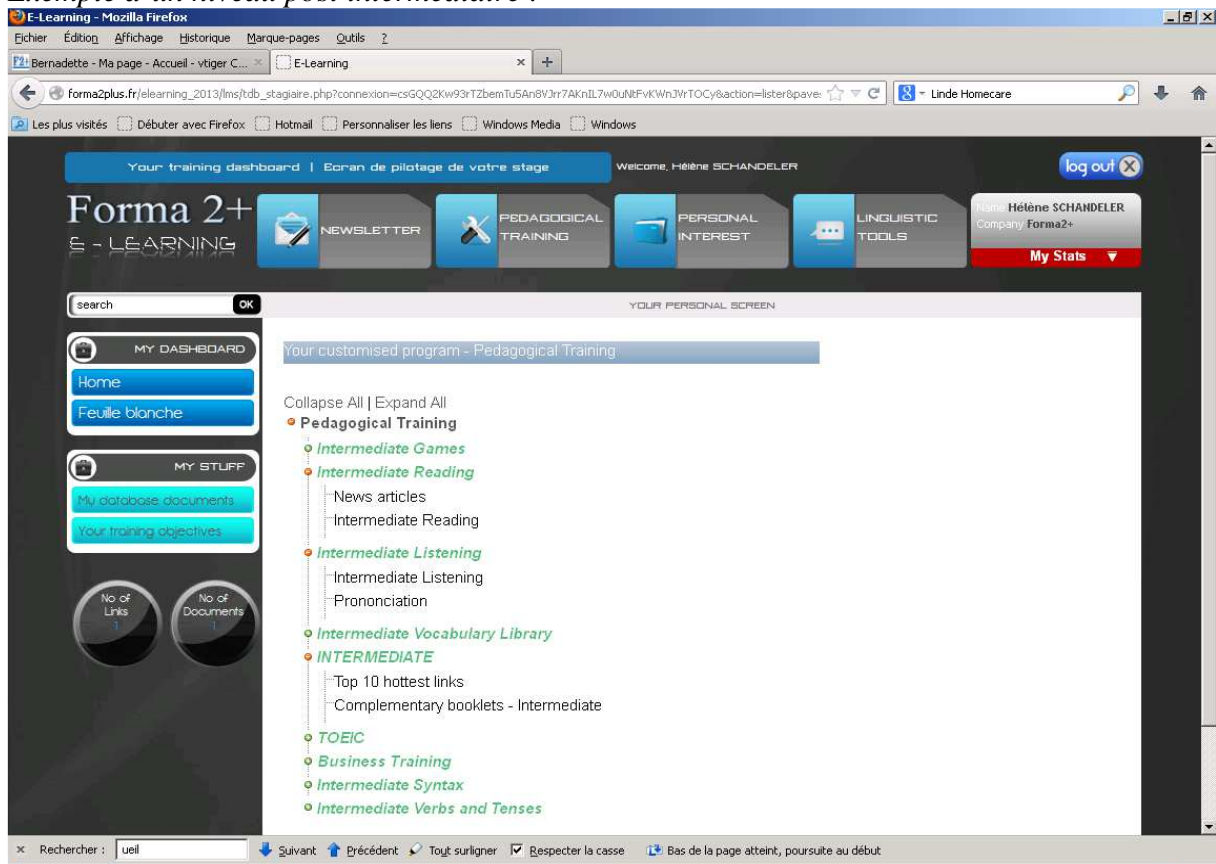 Exemple d'un niveau post-intermédiaire :
E-Learning - Mozilla Firefox
Fichier Édition Affichage Historique Marque-pages Outils ?
Bernadette - Ma page - Accueil - vtiger C... E-Learning
Les plus visités Débuter avec Firefox Hotmail Personnaliser les liens Windows Media Windows
Linde Homecare
Your training dashboard | Ecran de pilotage de votre stage
Welcome, Hélène SCHANDELER
log out
Forma 2+
E - LEARNING
NEWSLETTER
PEDAGOGICAL TRAINING
PERSONAL INTEREST
LINGUISTIC TOOLS
Name Hélène SCHANDELER
Company Forma2+
My Stats
search OK
YOUR PERSONAL SCREEN
MY DASHBOARD
Home
Feuille blanche
MY STUFF
My database documents
Your training objectives
No of Links 1
No of Documents 1
Your customised program - Pedagogical Training
Collapse All | Expand All
Pedagogical Training
Intermediate Games
Intermediate Reading
News articles
Intermediate Reading
Intermediate Listening
Intermediate Listening
Prononciation
Intermediate Vocabulary Library
INTERMEDIATE
Top 10 hottest links
Complementary booklets - Intermediate
TOEIC
Business Training
Intermediate Syntax
Intermediate Verbs and Tenses
Rechercher : ueil Suivant Précédent Tout surligner Respecter la casse Bas de la page atteint, poursuite au début